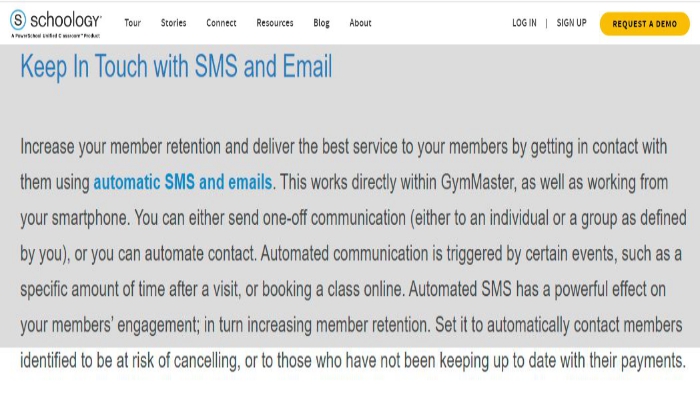 schoology
Tour Stories Connect Resources Blog About LOG IN | SIGN UP REQUEST A DEMO
A PowerSchool Unified Classroom™ Product
Keep In Touch with SMS and Email
Increase your member retention and deliver the best service to your members by getting in contact with
them using automatic SMS and emails. This works directly within GymMaster, as well as working from
your smartphone. You can either send one-off communication (either to an individual or a group as defined
by you), or you can automate contact. Automated communication is triggered by certain events, such as a
specific amount of time after a visit, or booking a class online. Automated SMS has a powerful effect on
your members' engagement; in turn increasing member retention. Set it to automatically contact members
identified to be at risk of cancelling, or to those who have not been keeping up to date with their payments.